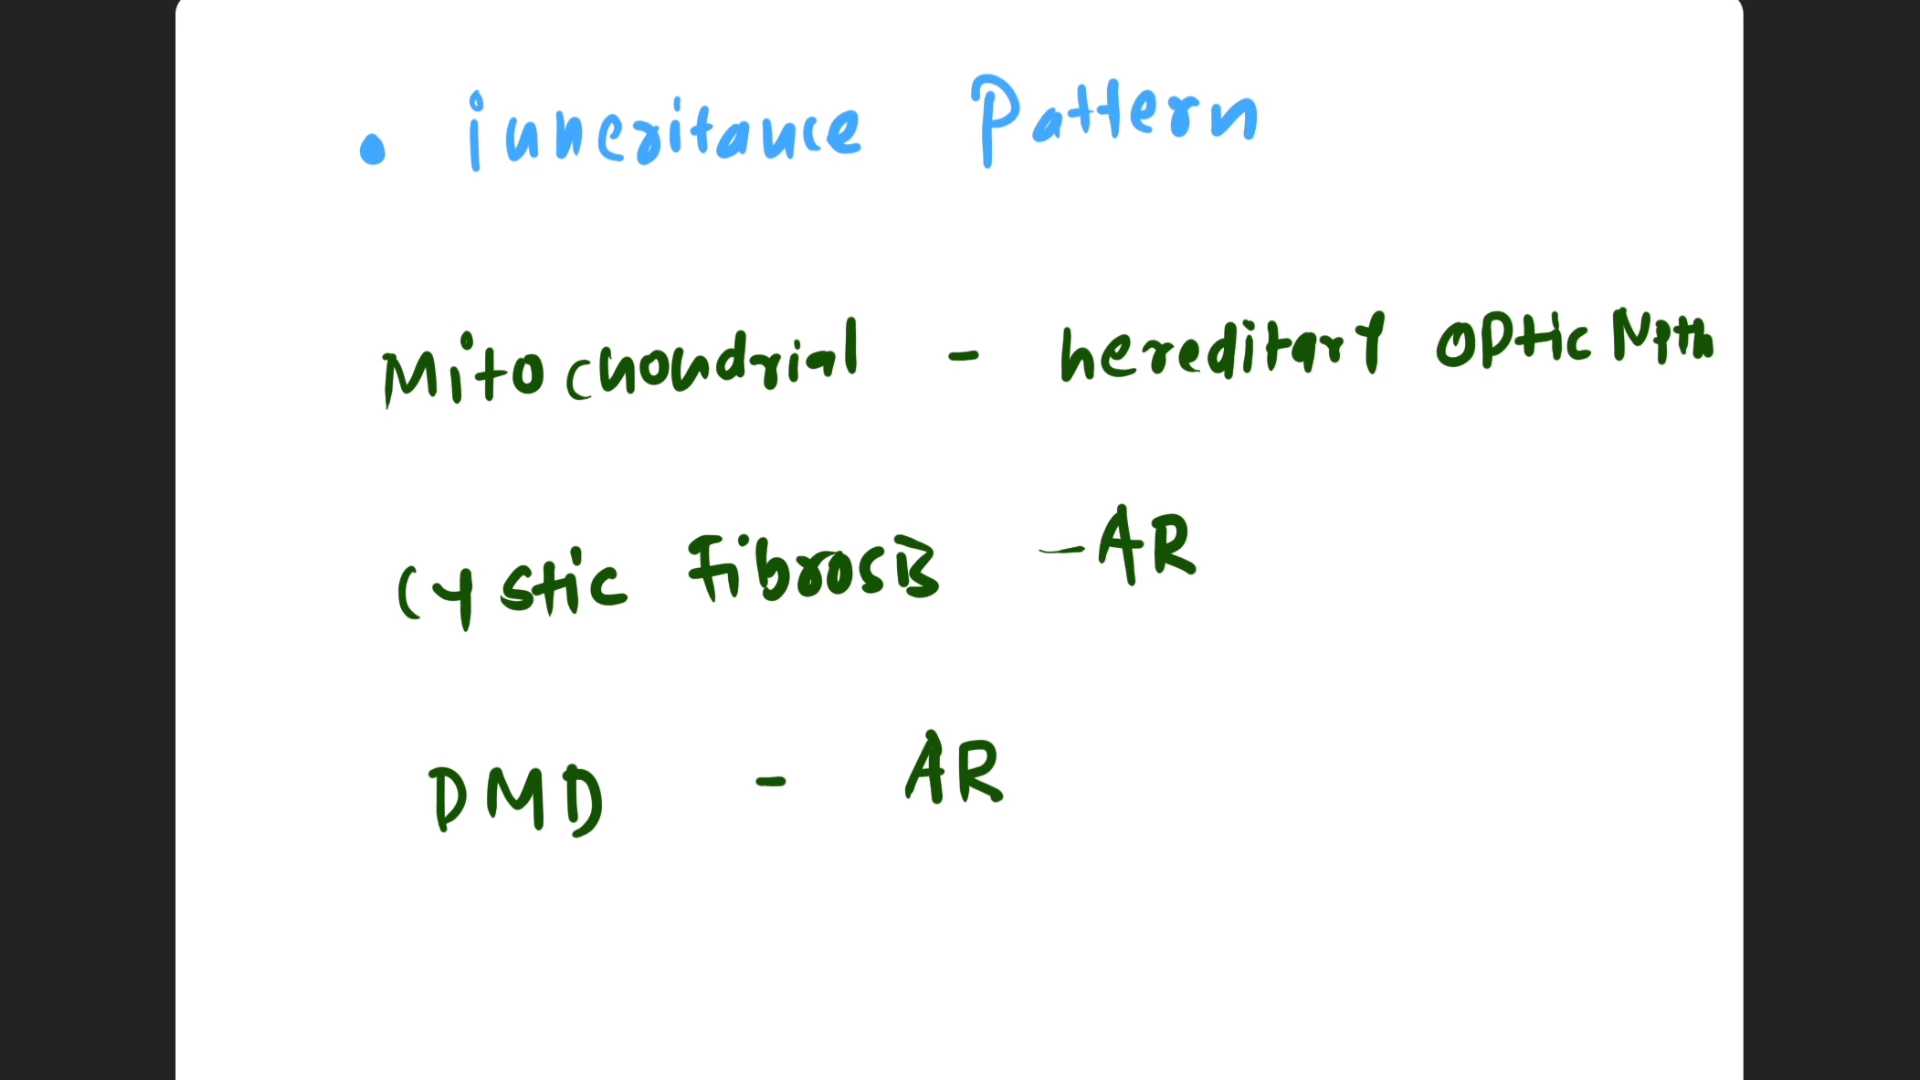 • inheritance Pattern
Mitochondrial - hereditary optic Npth
Cystic Fibrosis - AR
DMD - AR